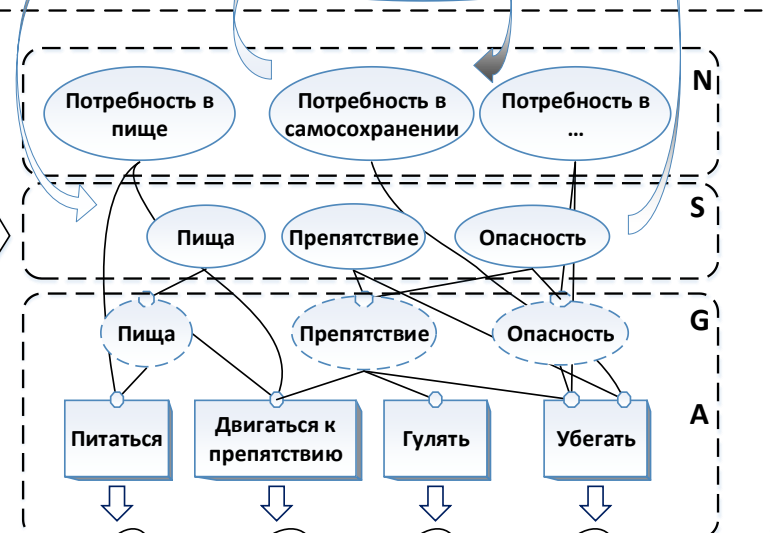 N
Потребность в
пище
Потребность в
самосохранении
Потребность в
...
S
Пища
Препятствие
Опасность
G
Пища
Препятствие
Опасность
A
Питаться
Двигаться к
препятствию
Гулять
Убегать